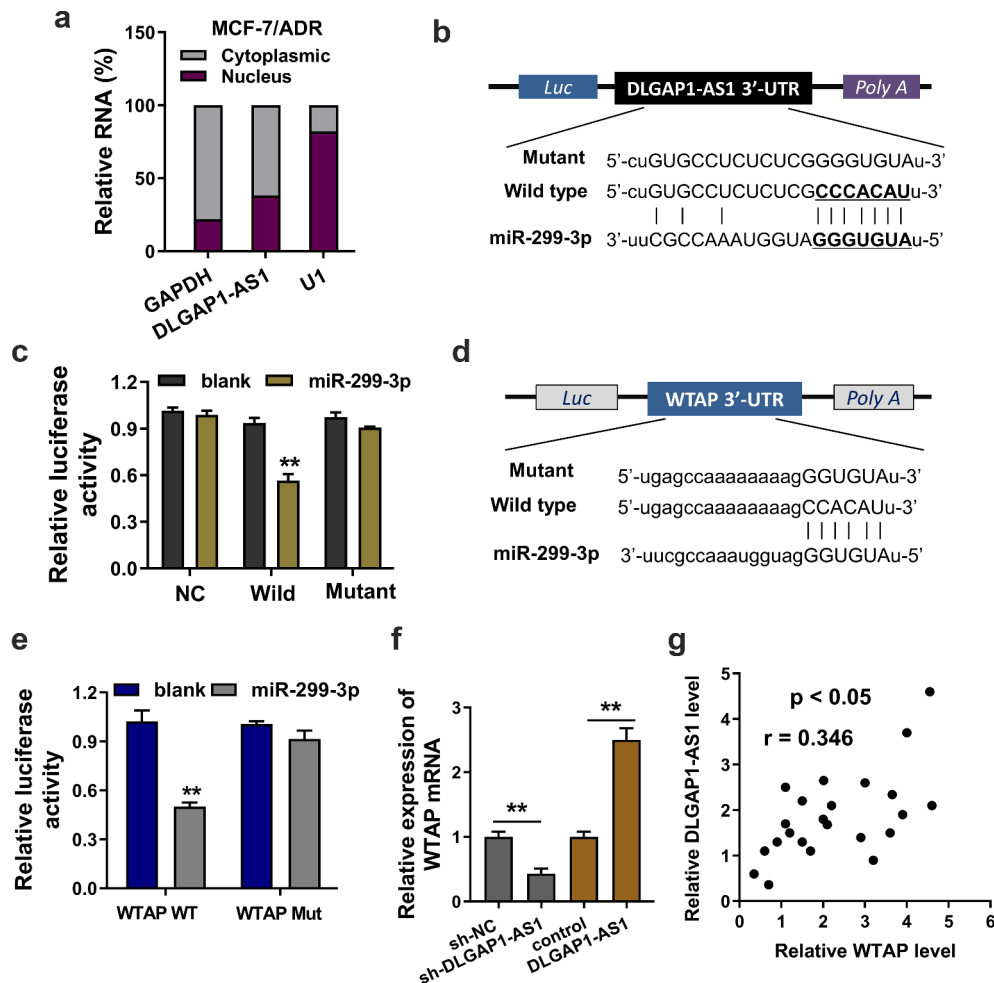 a
MCF-7/ADR
Cytoplasmic
Nucleus
Relative RNA (%)
150
100
50
0
GAPDH
DLGAP1-AS1
U1
b
Luc
DLGAP1-AS1 3’-UTR
Poly A
Mutant 5’-cuGUGCCUCUCUCGGGGUGUAu-3’
Wild type 5’-cuGUGCCUCUCUCGCCCACAUu-3’
miR-299-3p 3’-uuCGCCAAAUGGUAGGGUGUAu-5’
c
blank miR-299-3p
Relative luciferase
activity
1.2
0.9
0.6
0.3
0.0
**
NC Wild Mutant
d
Luc
WTAP 3’-UTR
Poly A
Mutant 5’-ugagccaaaaaaaagGGUGUAu-3’
Wild type 5’-ugagccaaaaaaaagCCACAUu-3’
miR-299-3p 3’-uucgccaaaugguagGGUGUAu-5’
e
blank miR-299-3p
Relative luciferase
activity
1.2
0.9
0.6
0.3
0.0
**
WTAP WT WTAP Mut
f
Relative expression of
WTAP mRNA
3
2
1
0
**
**
sh-NC
sh-DLGAP1-AS1
control
DLGAP1-AS1
g
Relative DLGAP1-AS1 level
5
4
3
2
1
0
p < 0.05
r = 0.346
0 1 2 3 4 5 6
Relative WTAP level